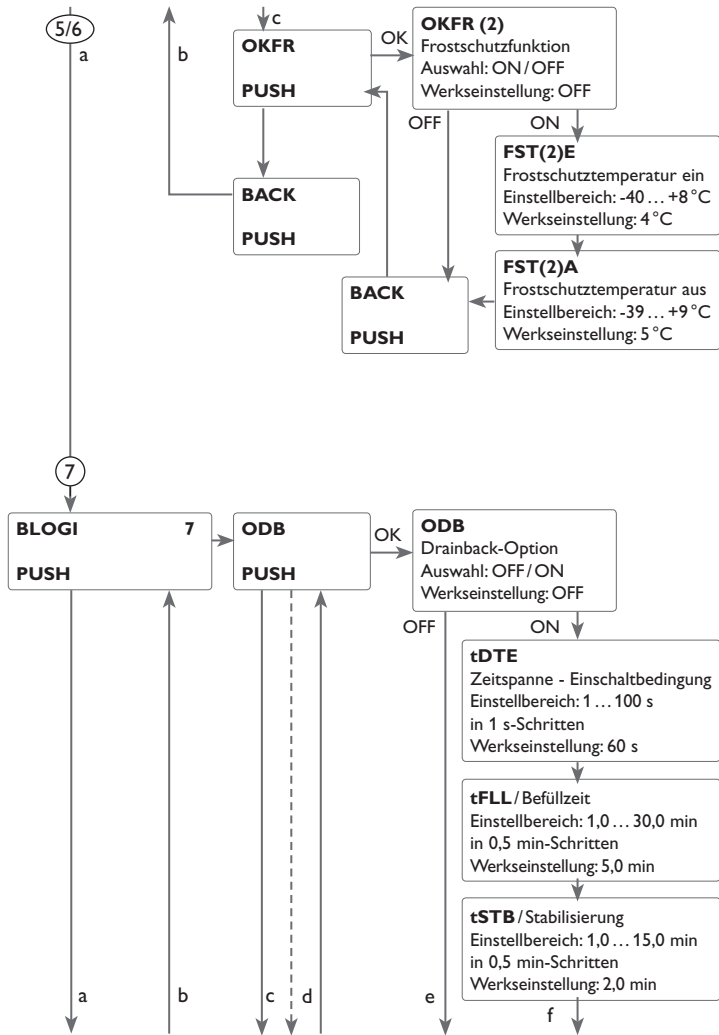 5/6
a
b
c
OKFR
PUSH
OK
OKFR (2)
Frostschutzfunktion
Auswahl: ON / OFF
Werkseinstellung: OFF
OFF
ON
FST(2)E
Frostschutztemperatur ein
Einstellbereich: -40 … +8 °C
Werkseinstellung: 4 °C
BACK
PUSH
FST(2)A
Frostschutztemperatur aus
Einstellbereich: -39 … +9 °C
Werkseinstellung: 5 °C
BACK
PUSH
7
BLOGI 7
PUSH
ODB
PUSH
OK
ODB
Drainback-Option
Auswahl: OFF / ON
Werkseinstellung: OFF
OFF
ON
tDTE
Zeitspanne - Einschaltbedingung
Einstellbereich: 1 … 100 s
in 1 s-Schritten
Werkseinstellung: 60 s
tFLL / Befüllzeit
Einstellbereich: 1,0 … 30,0 min
in 0,5 min-Schritten
Werkseinstellung: 5,0 min
tSTB / Stabilisierung
Einstellbereich: 1,0 … 15,0 min
in 0,5 min-Schritten
Werkseinstellung: 2,0 min
a
b
c
d
e
f